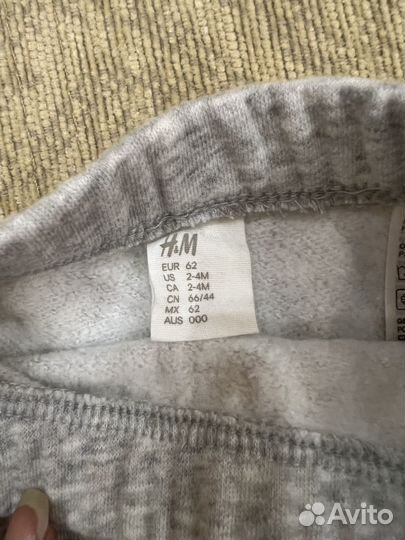 H&M
EUR 62
US 2-4M
CA 2-4M
CN 66/44
MX 62
AUS 000
Avito